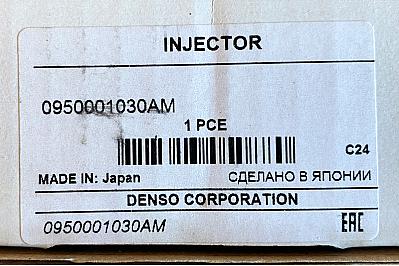 INJECTOR
0950001030AM
1 PCE
C24
MADE IN: Japan СДЕЛАНО В ЯПОНИИ
DENSO CORPORATION
0950001030AM EAC